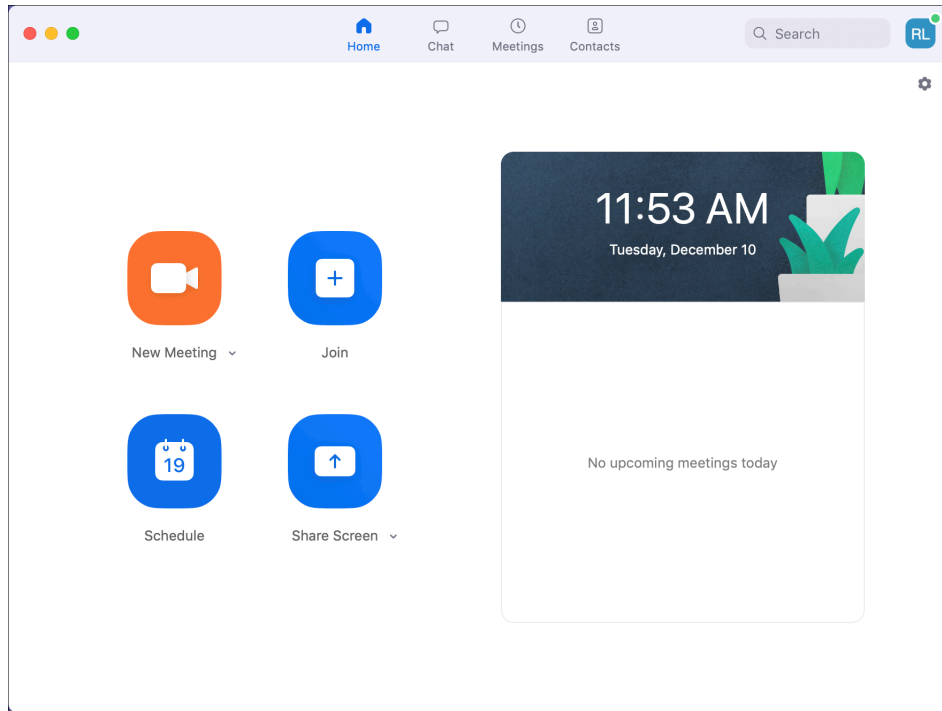 Home
Chat
Meetings
Contacts
Search
RL
11:53 AM
Tuesday, December 10
New Meeting
Join
19
Schedule
Share Screen
No upcoming meetings today